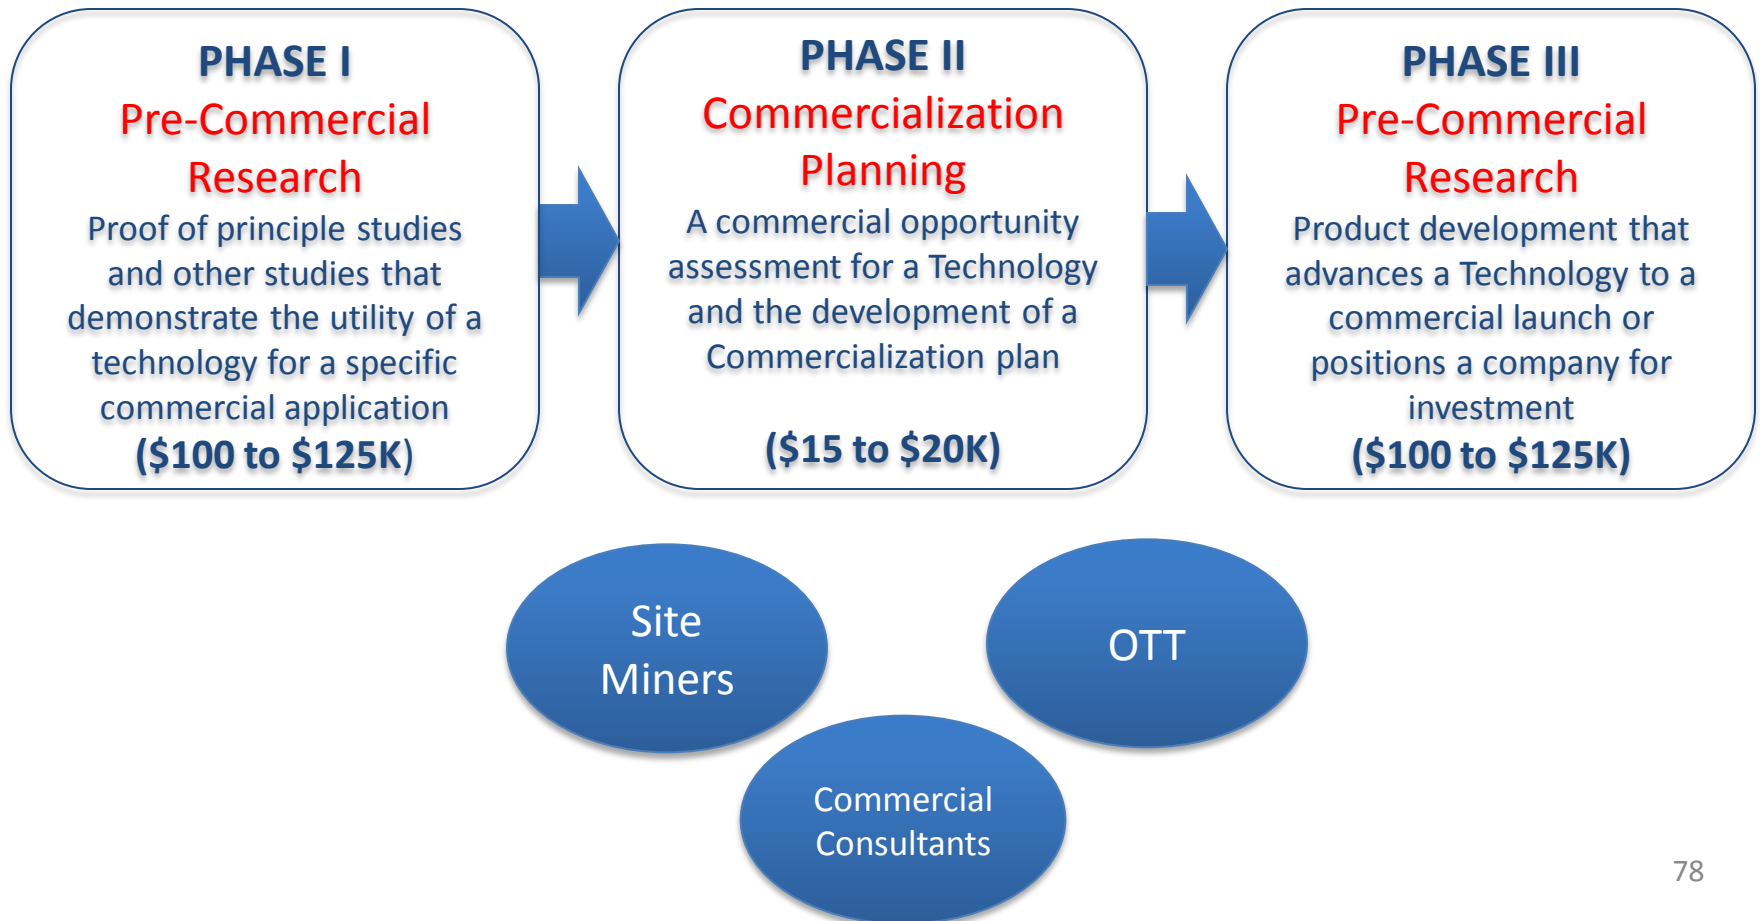 PHASE I
Pre-Commercial
Research
Proof of principle studies
and other studies that
demonstrate the utility of a
technology for a specific
commercial application
($100 to $125K)
PHASE II
Commercialization
Planning
A commercial opportunity
assessment for a Technology
and the development of a
Commercialization plan
($15 to $20K)
PHASE III
Pre-Commercial
Research
Product development that
advances a Technology to a
commercial launch or
positions a company for
investment
($100 to $125K)
Site
Miners
OTT
Commercial
Consultants
78